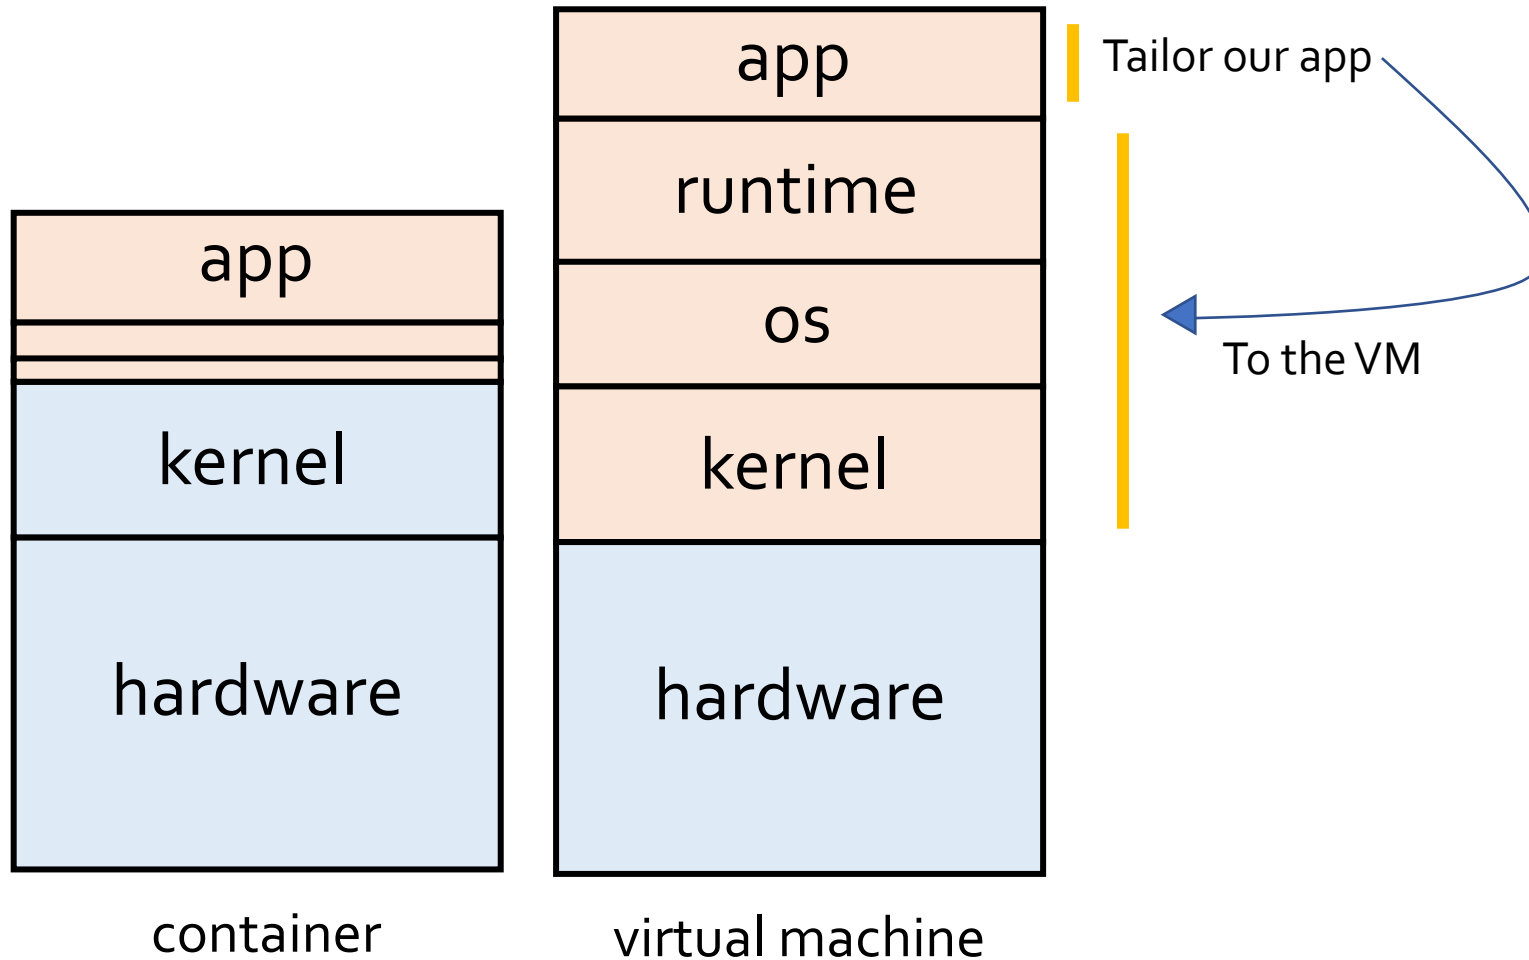 app
kernel
hardware
container
app
runtime
os
kernel
hardware
virtual machine
Tailor our app
To the VM